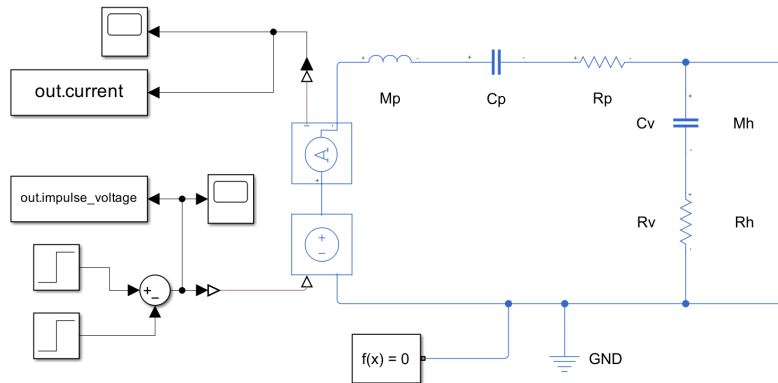 out.current
Mp
Cp
Rp
Cv
Mh
A
out.impulse_voltage
Rv
Rh
f(x) = 0
GND